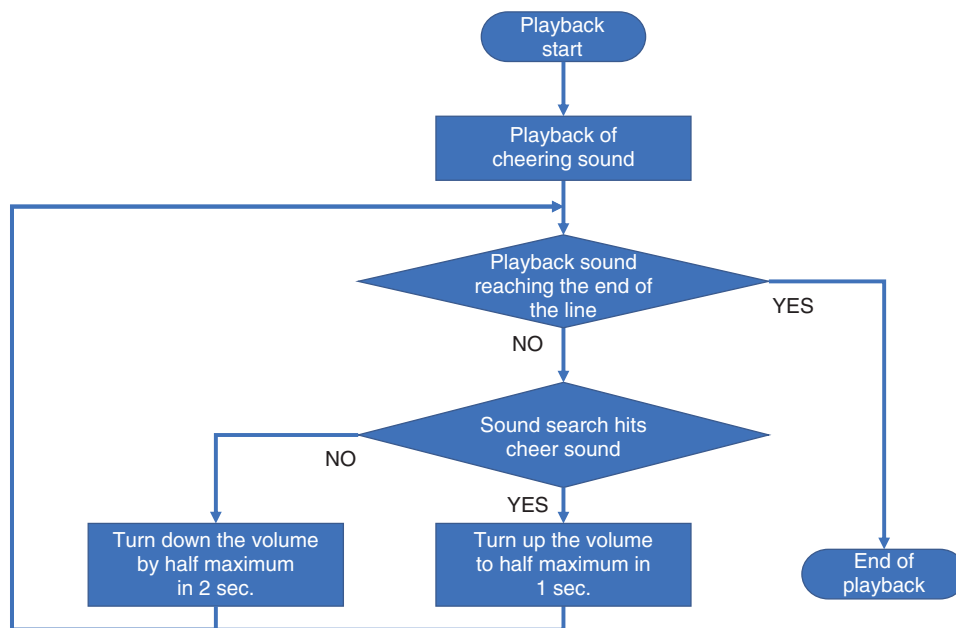 Playback
start
Playback of
cheering sound
Playback sound
reaching the end of
the line
YES
NO
Sound search hits
cheer sound
NO
YES
Turn down the volume
by half maximum
in 2 sec.
Turn up the volume
to half maximum in
1 sec.
End of
playback